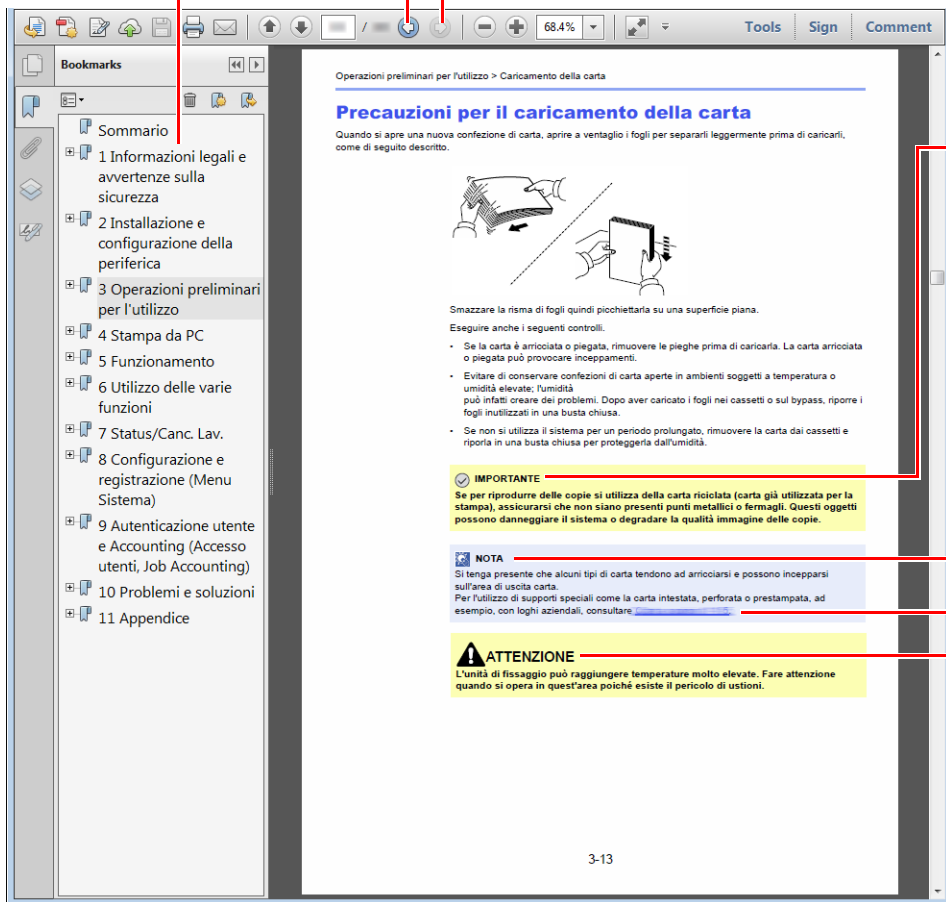 68.4%
Tools
Sign
Comment
Bookmarks
Sommario
1 Informazioni legali e
avvertenze sulla
sicurezza
2 Installazione e
configurazione della
periferica
3 Operazioni preliminari
per l'utilizzo
4 Stampa da PC
5 Funzionamento
6 Utilizzo delle varie
funzioni
7 Status/Canc. Lav.
8 Configurazione e
registrazione (Menu
Sistema)
9 Autenticazione utente
e Accounting (Accesso
utenti, Job Accounting)
10 Problemi e soluzioni
11 Appendice
Operazioni preliminari per l'utilizzo > Caricamento della carta
Precauzioni per il caricamento della carta
Quando si apre una nuova confezione di carta, aprire a ventaglio i fogli per separarli leggermente prima di caricarli,
come di seguito descritto.
Smazzare la risma di fogli quindi picchiettarla su una superficie piana.
Eseguire anche i seguenti controlli.
• Se la carta è arricciata o piegata, rimuovere le pieghe prima di caricarla. La carta arricciata
o piegata può provocare inceppamenti.
• Evitare di conservare confezioni di carta aperte in ambienti soggetti a temperatura o
umidità elevate; l'umidità
può infatti creare dei problemi. Dopo aver caricato i fogli nei cassetti o sul bypass, riporre i
fogli inutilizzati in una busta chiusa.
• Se non si utilizza il sistema per un periodo prolungato, rimuovere la carta dai cassetti e
riporla in una busta chiusa per proteggerla dall'umidità.
IMPORTANTE
Se per riprodurre delle copie si utilizza della carta riciclata (carta già utilizzata per la
stampa), assicurarsi che non siano presenti punti metallici o fermagli. Questi oggetti
possono danneggiare il sistema o degradare la qualità immagine delle copie.
NOTA
Si tenga presente che alcuni tipi di carta tendono ad arricciarsi e possono incepparsi
sull'area di uscita carta.
Per l'utilizzo di supporti speciali come la carta intestata, perforata o prestampata, ad
esempio, con loghi aziendali, consultare
ATTENZIONE
L'unità di fissaggio può raggiungere temperature molto elevate. Fare attenzione
quando si opera in quest'area poiché esiste il pericolo di ustioni.
3-13